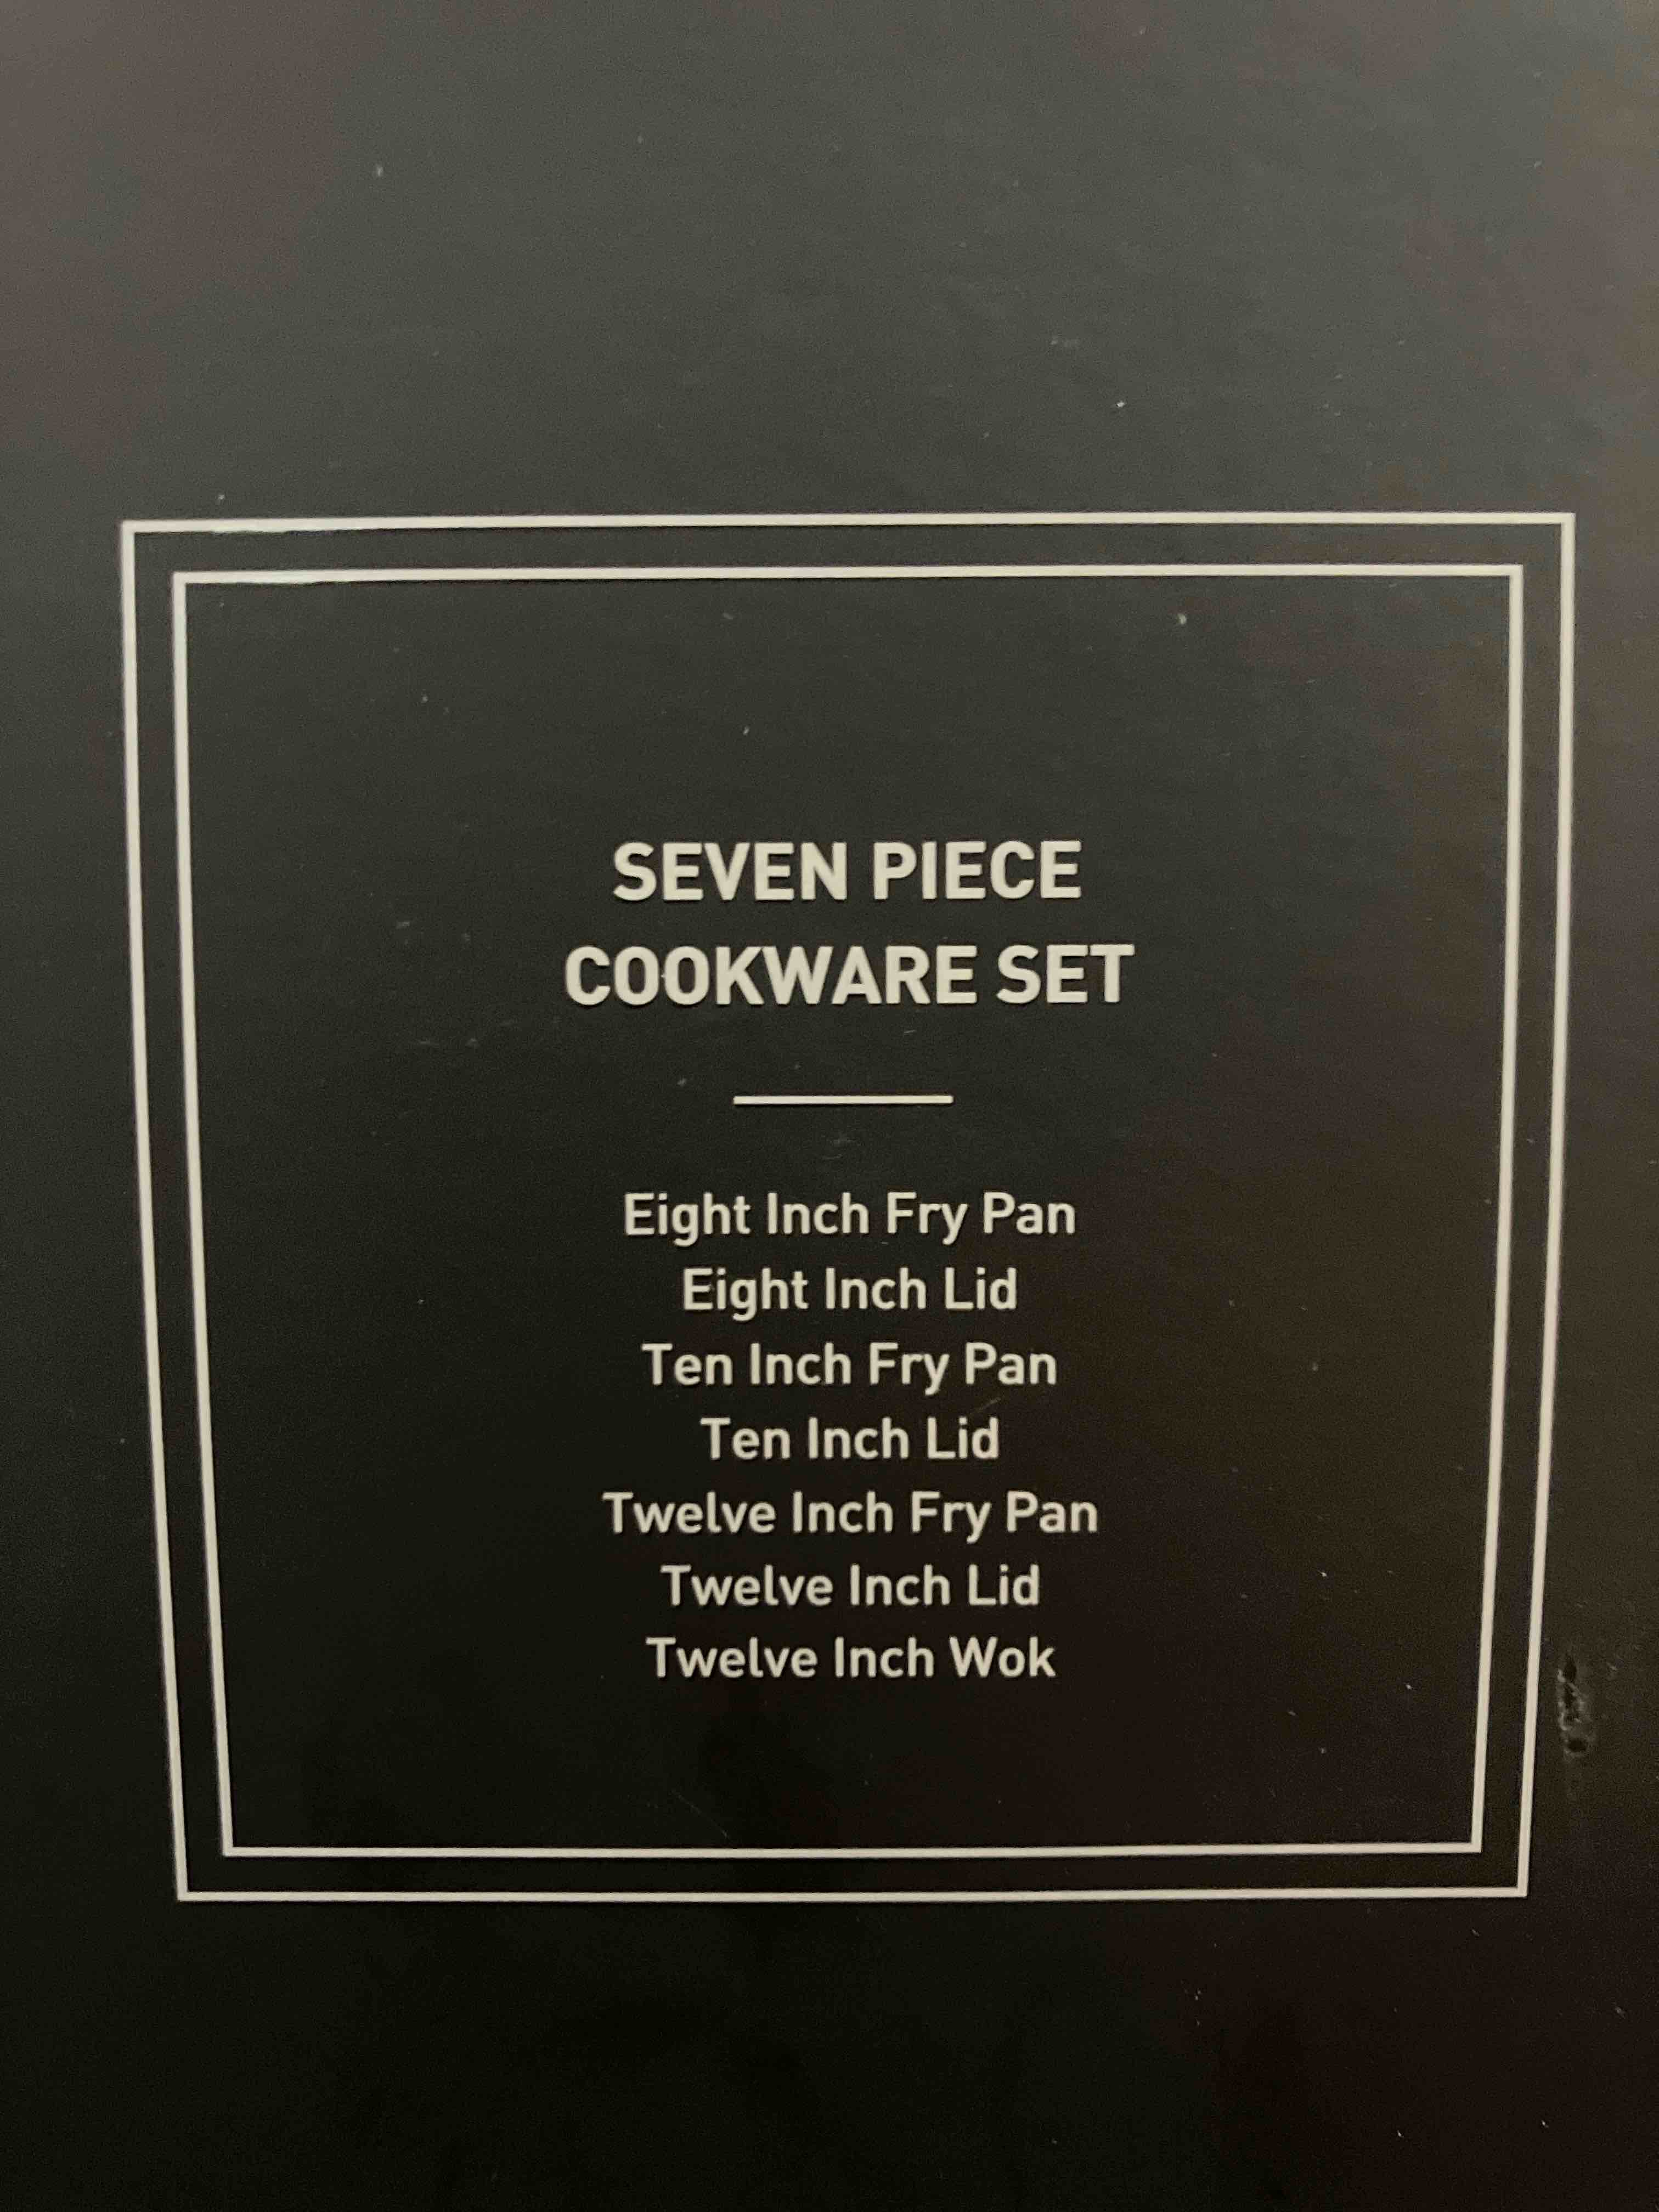 SEVEN PIECE
COOKWARE SET
Eight Inch Fry Pan
Eight Inch Lid
Ten Inch Fry Pan
Ten Inch Lid
Twelve Inch Fry Pan
Twelve Inch Lid
Twelve Inch Wok